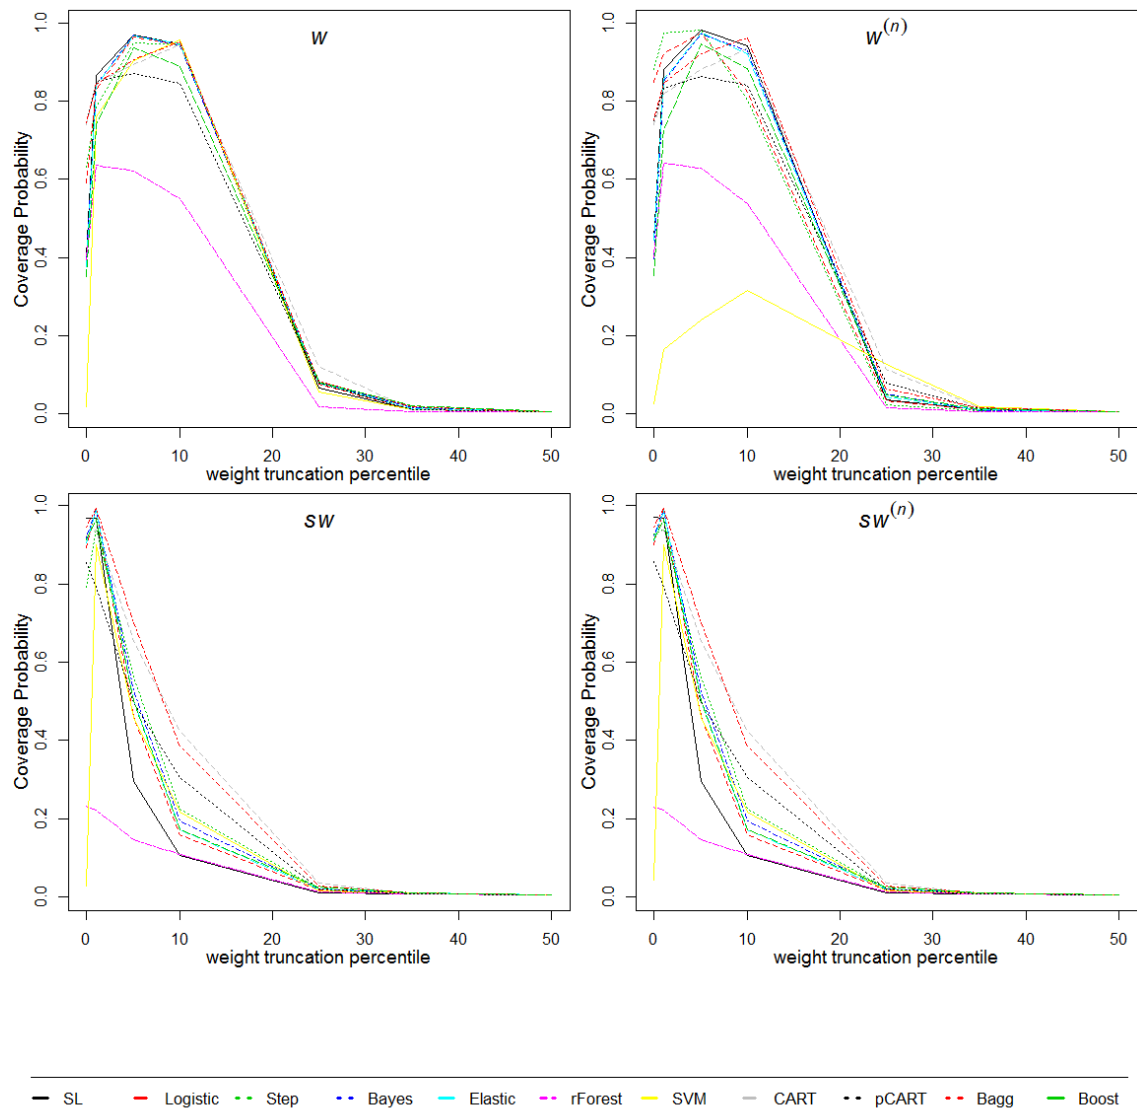 w
Coverage Probability
0.0 0.2 0.4 0.6 0.8 1.0
0 10 20 30 40 50
weight truncation percentile
w(n)
Coverage Probability
0.0 0.2 0.4 0.6 0.8 1.0
0 10 20 30 40 50
weight truncation percentile
sw
Coverage Probability
0.0 0.2 0.4 0.6 0.8 1.0
0 10 20 30 40 50
weight truncation percentile
sw(n)
Coverage Probability
0.0 0.2 0.4 0.6 0.8 1.0
0 10 20 30 40 50
weight truncation percentile
SL Logistic Step Bayes Elastic rForest SVM CART pCART Bagg Boost